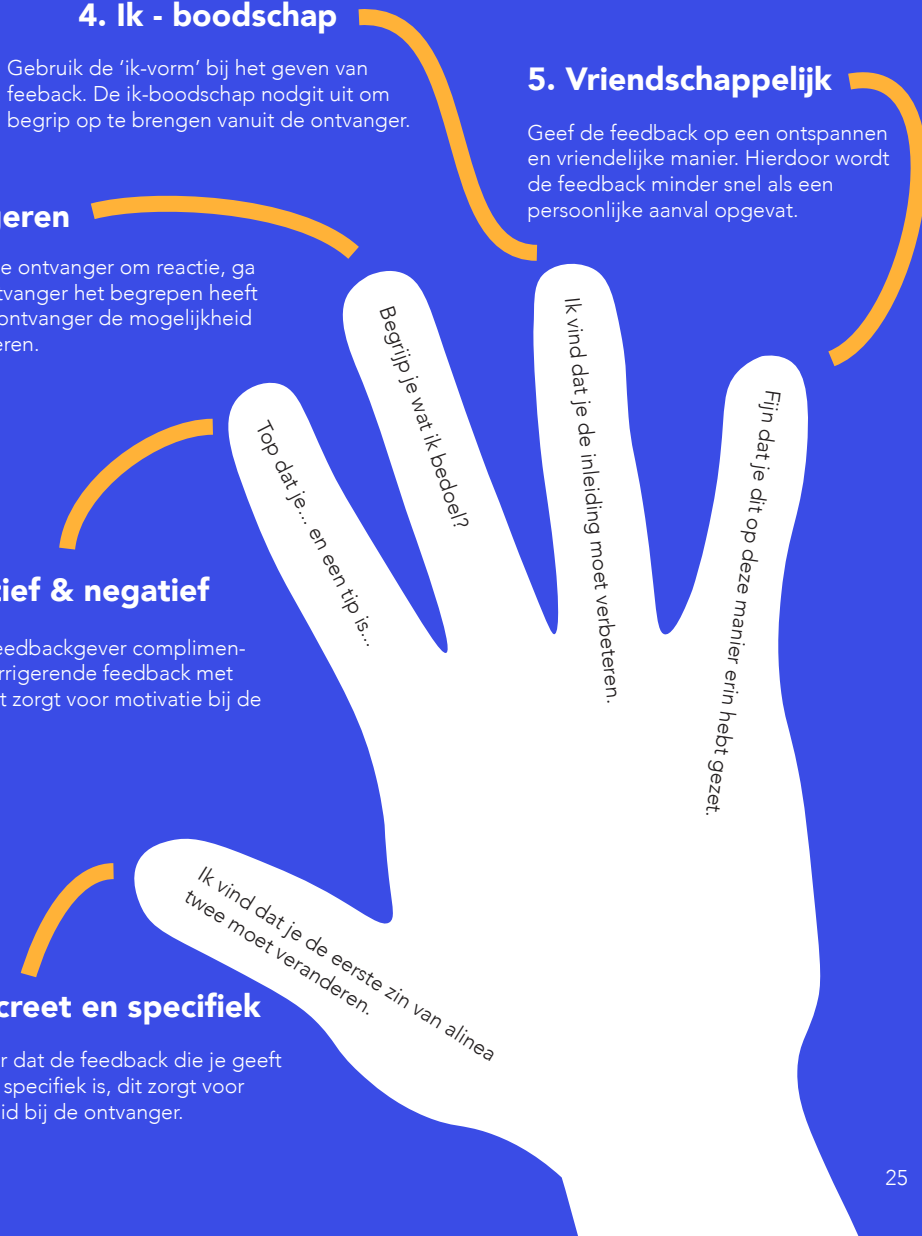 4. Ik - boodschap
Gebruik de ‘ik-vorm’ bij het geven van
feeback. De ik-boodschap nodgit uit om
begrip op te brengen vanuit de ontvanger.
5. Vriendschappelijk
Geef de feedback op een ontspannen
en vriendelijke manier. Hierdoor wordt
de feedback minder snel als een
persoonlijke aanval opgevat.
geren
e ontvanger om reactie, ga
tvanger het begrepen heeft
ontvanger de mogelijkheid
eren.
Begrijp je wat ik bedoel?
Ik vind dat je de inleiding moet verbeteren.
Fijn dat je dit op deze manier erin hebt gezet.
Top dat je... en een tip is...
tief & negatief
eedbackgever complimen-
rrigerende feedback met
t zorgt voor motivatie bij de
Ik vind dat je de eerste zin van alinea
twee moet veranderen.
creet en specifiek
r dat de feedback die je geeft
specifiek is, dit zorgt voor
id bij de ontvanger.
25